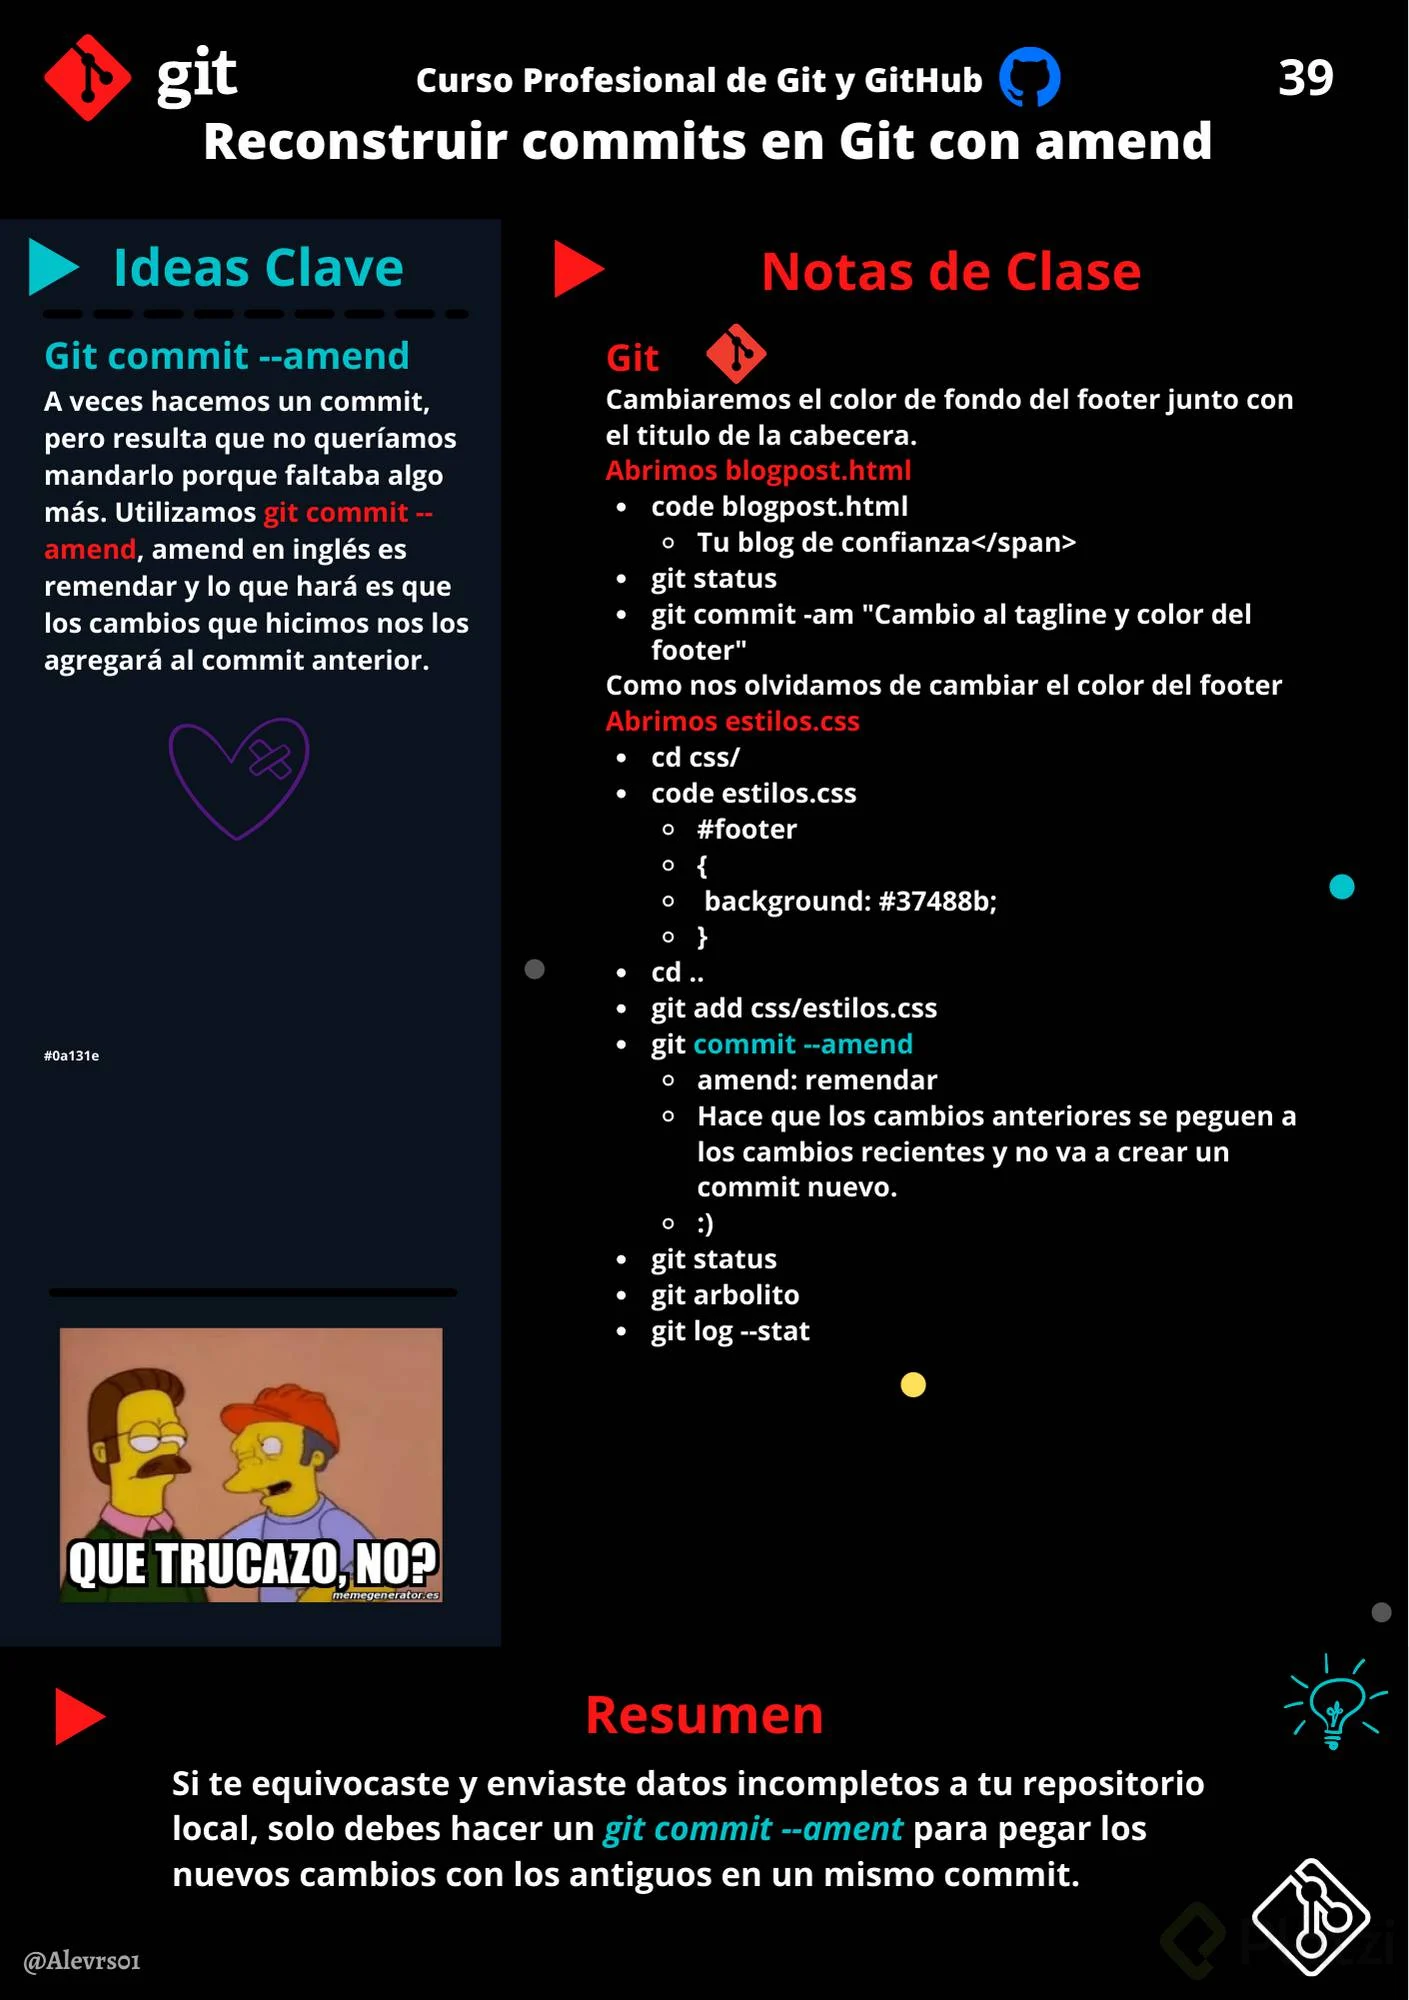 git
Curso Profesional de Git y GitHub
39
Reconstruir commits en Git con amend
Ideas Clave
Git commit --amend
A veces hacemos un commit,
pero resulta que no queríamos
mandarlo porque faltaba algo
más. Utilizamos git commit --
amend, amend en inglés es
remendar y lo que hará es que
los cambios que hicimos nos los
agregará al commit anterior.
#0a131e
QUE TRUCAZO, NO?
memegenerator.es
Notas de Clase
Git
Cambiaremos el color de fondo del footer junto con
el titulo de la cabecera.
Abrimos blogpost.html
• code blogpost.html
◦ Tu blog de confianza</span>
• git status
• git commit -am "Cambio al tagline y color del
footer"
Como nos olvidamos de cambiar el color del footer
Abrimos estilos.css
• cd css/
• code estilos.css
◦ #footer
◦ {
◦ background: #37488b;
◦ }
• cd ..
• git add css/estilos.css
• git commit --amend
◦ amend: remendar
◦ Hace que los cambios anteriores se peguen a
los cambios recientes y no va a crear un
commit nuevo.
◦ :)
• git status
• git arbolito
• git log --stat
Resumen
Si te equivocaste y enviaste datos incompletos a tu repositorio
local, solo debes hacer un git commit --ament para pegar los
nuevos cambios con los antiguos en un mismo commit.
@Alevrs01